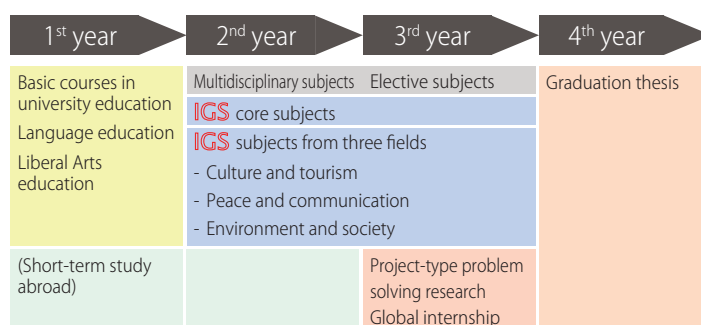 1st year
2nd year
3rd year
4th year
Basic courses in
university education
Language education
Liberal Arts
education
Multidisciplinary subjects
Elective subjects
IGS core subjects
IGS subjects from three fields
- Culture and tourism
- Peace and communication
- Environment and society
Graduation thesis
(Short-term study
abroad)
Project-type problem
solving research
Global internship